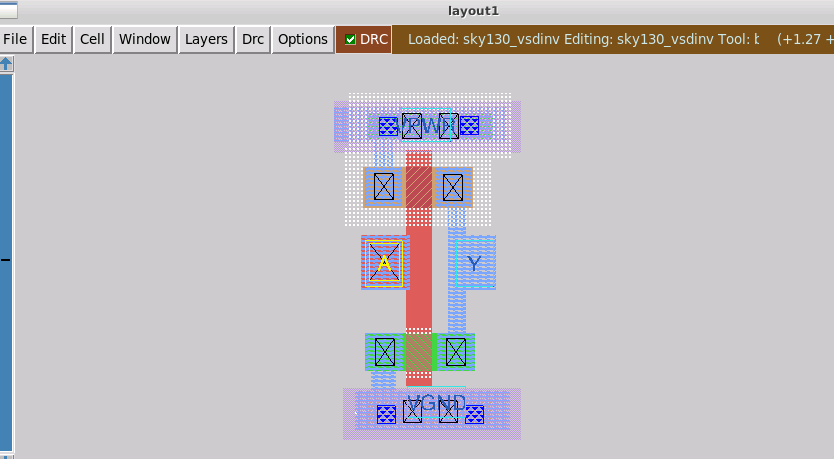 layout1
File Edit Cell Window Layers Drc Options DRC Loaded: sky130_vsdinv Editing: sky130_vsdinv Tool: b (+1.27 +
VPWR
A Y
VGND